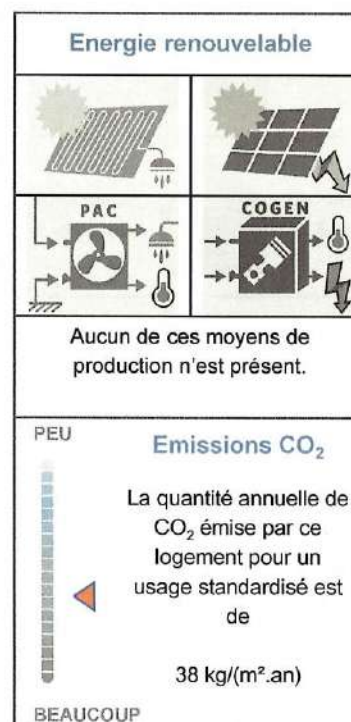 Energie renouvelable
PAC
COGEN
Aucun de ces moyens de
production n'est présent.
PEU
Emissions CO₂
La quantité annuelle de
CO₂ émise par ce
logement pour un
usage standardisé est
de
38 kg/(m².an)
BEAUCOUP